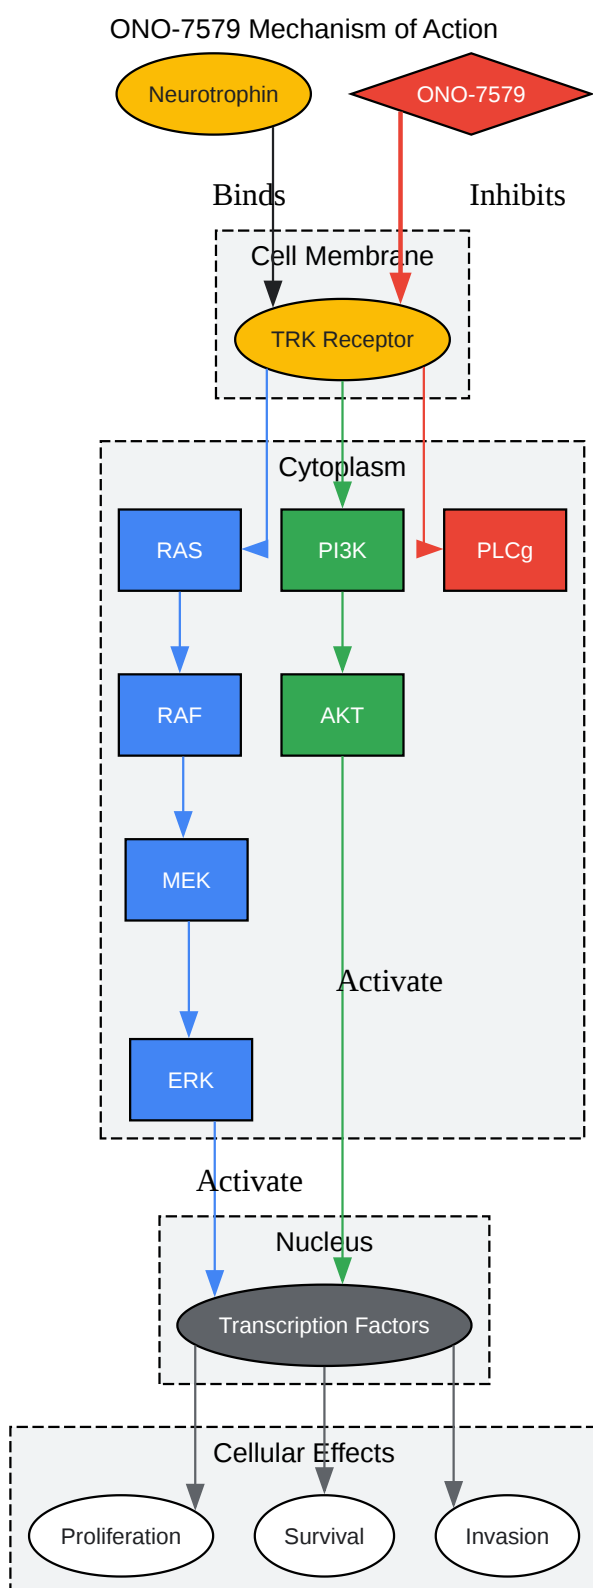 ONO-7579 Mechanism of Action
Neurotrophin
ONO-7579
Binds
Inhibits
Cell Membrane
TRK Receptor
Cytoplasm
RAS
PI3K
PLCg
RAF
AKT
MEK
Activate
ERK
Activate
Nucleus
Transcription Factors
Cellular Effects
Proliferation
Survival
Invasion